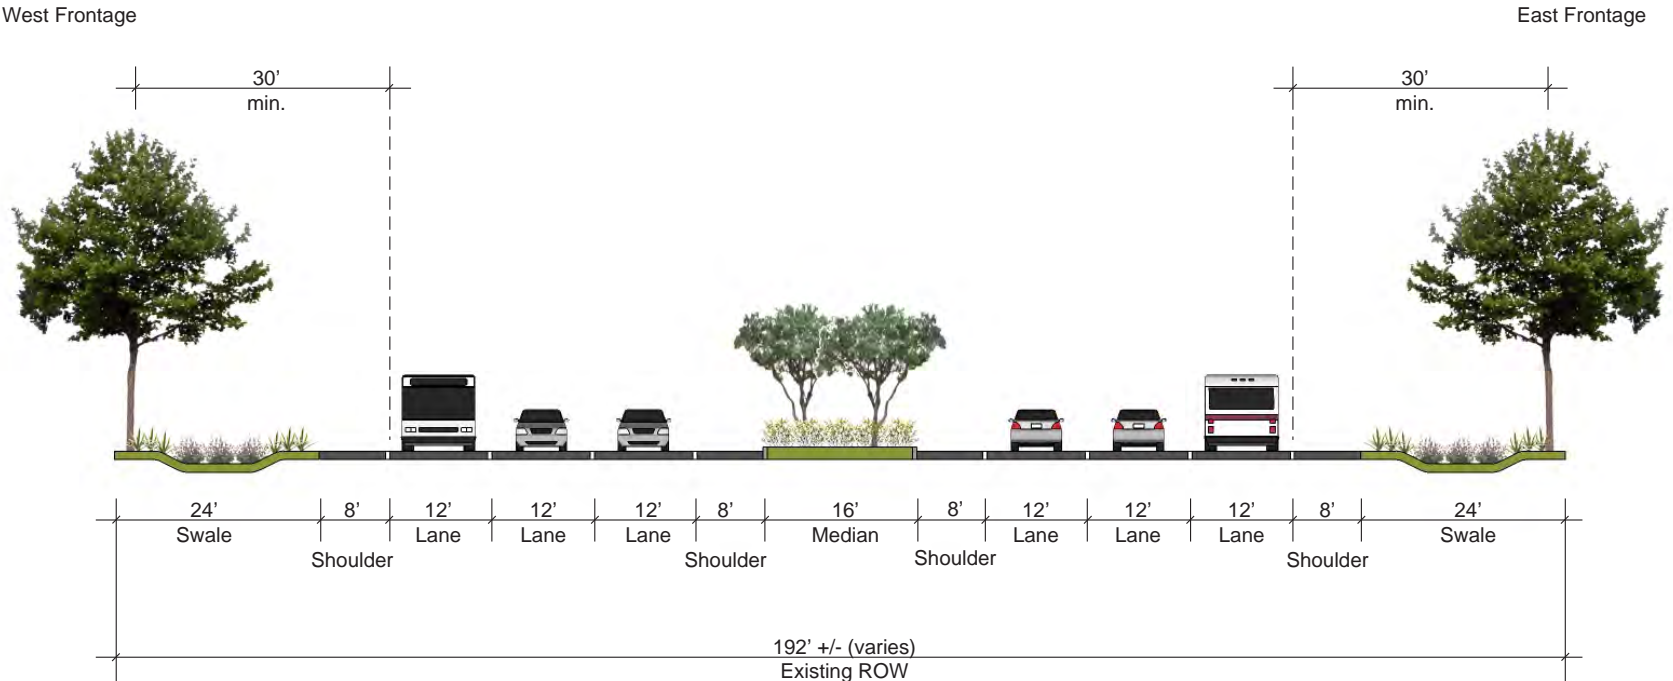 West Frontage
East Frontage
30’
min.
30’
min.
24’ 8’ 12’ 12’ 12’ 8’ 16’ 8’ 12’ 12’ 12’ 8’ 24’
Swale Lane Lane Lane Median Lane Lane Lane Swale
Shoulder Shoulder Shoulder Shoulder
192’ +/- (varies)
Existing ROW